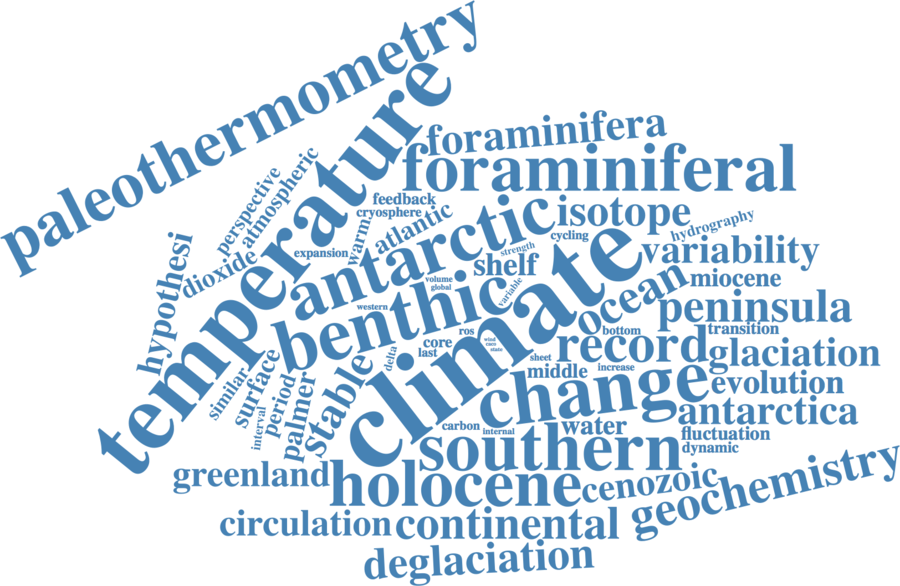 paleothermometry
temperature
foraminifera
foraminiferal
perspective
atmospheric
feedback
cryosphere
atlantic
antarctic
isotope
hydrography
hypothesi
dioxide
expansion
warm
strength
cycling
shelf
variability
volume
global
variable
climate
ocean
miocene
benthic
western
peninsula
transition
bottom
record
glaciation
ros
core
last
wind
caco
state
sheet
delta
similar
surface
interval
period
palmer
stable
middle
increase
change
evolution
antarctica
carbon
internal
water
fluctuation
dynamic
southern
greenland
holocene
cenozoic
geochemistry
circulation
continental
deglaciation